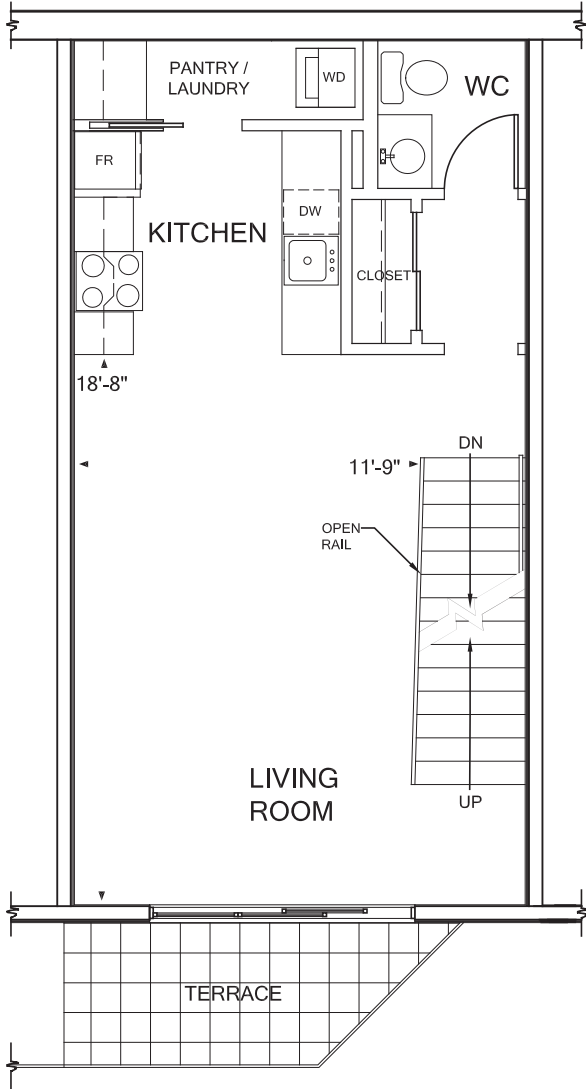 PANTRY /
LAUNDRY
WD
WC
FR
DW
KITCHEN
CLOSET
18'-8"
DN
11'-9"
OPEN
RAIL
LIVING
ROOM
UP
TERRACE